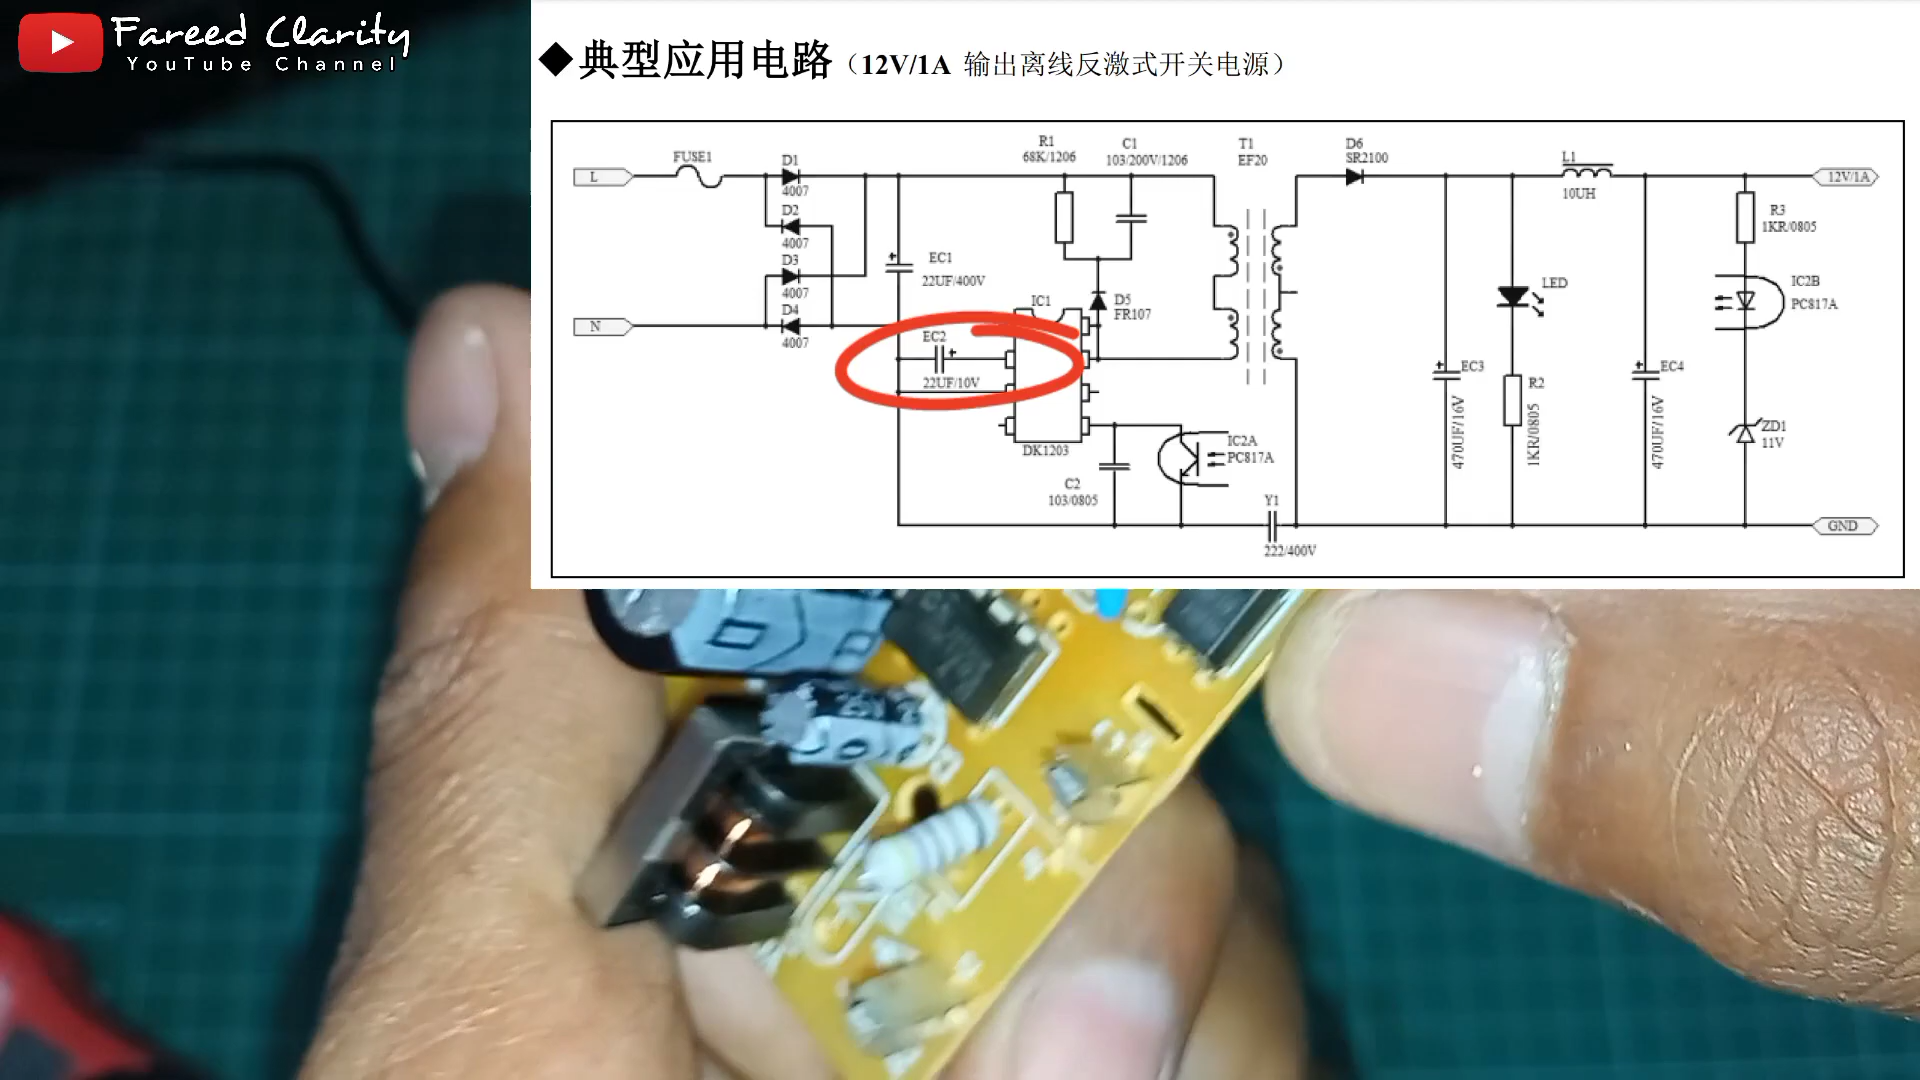 Fareed Clarity
YouTube Channel
◆典型应用电路（12V/1A 输出离线反激式开关电源）
L
FUSE1
D1
4007
D2
4007
D3
4007
D4
4007
N
EC1
22UF/400V
EC2
22UF/10V
R1
68K/1206
C1
103/200V/1206
IC1
DK1203
D5
FR107
C2
103/0805
IC2A
PC817A
Y1
222/400V
T1
EF20
D6
SR2100
L1
10UH
12V/1A
LED
R3
1KR/0805
IC2B
PC817A
EC3
470UF/16V
R2
1KR/0805
EC4
470UF/16V
ZD1
11V
GND